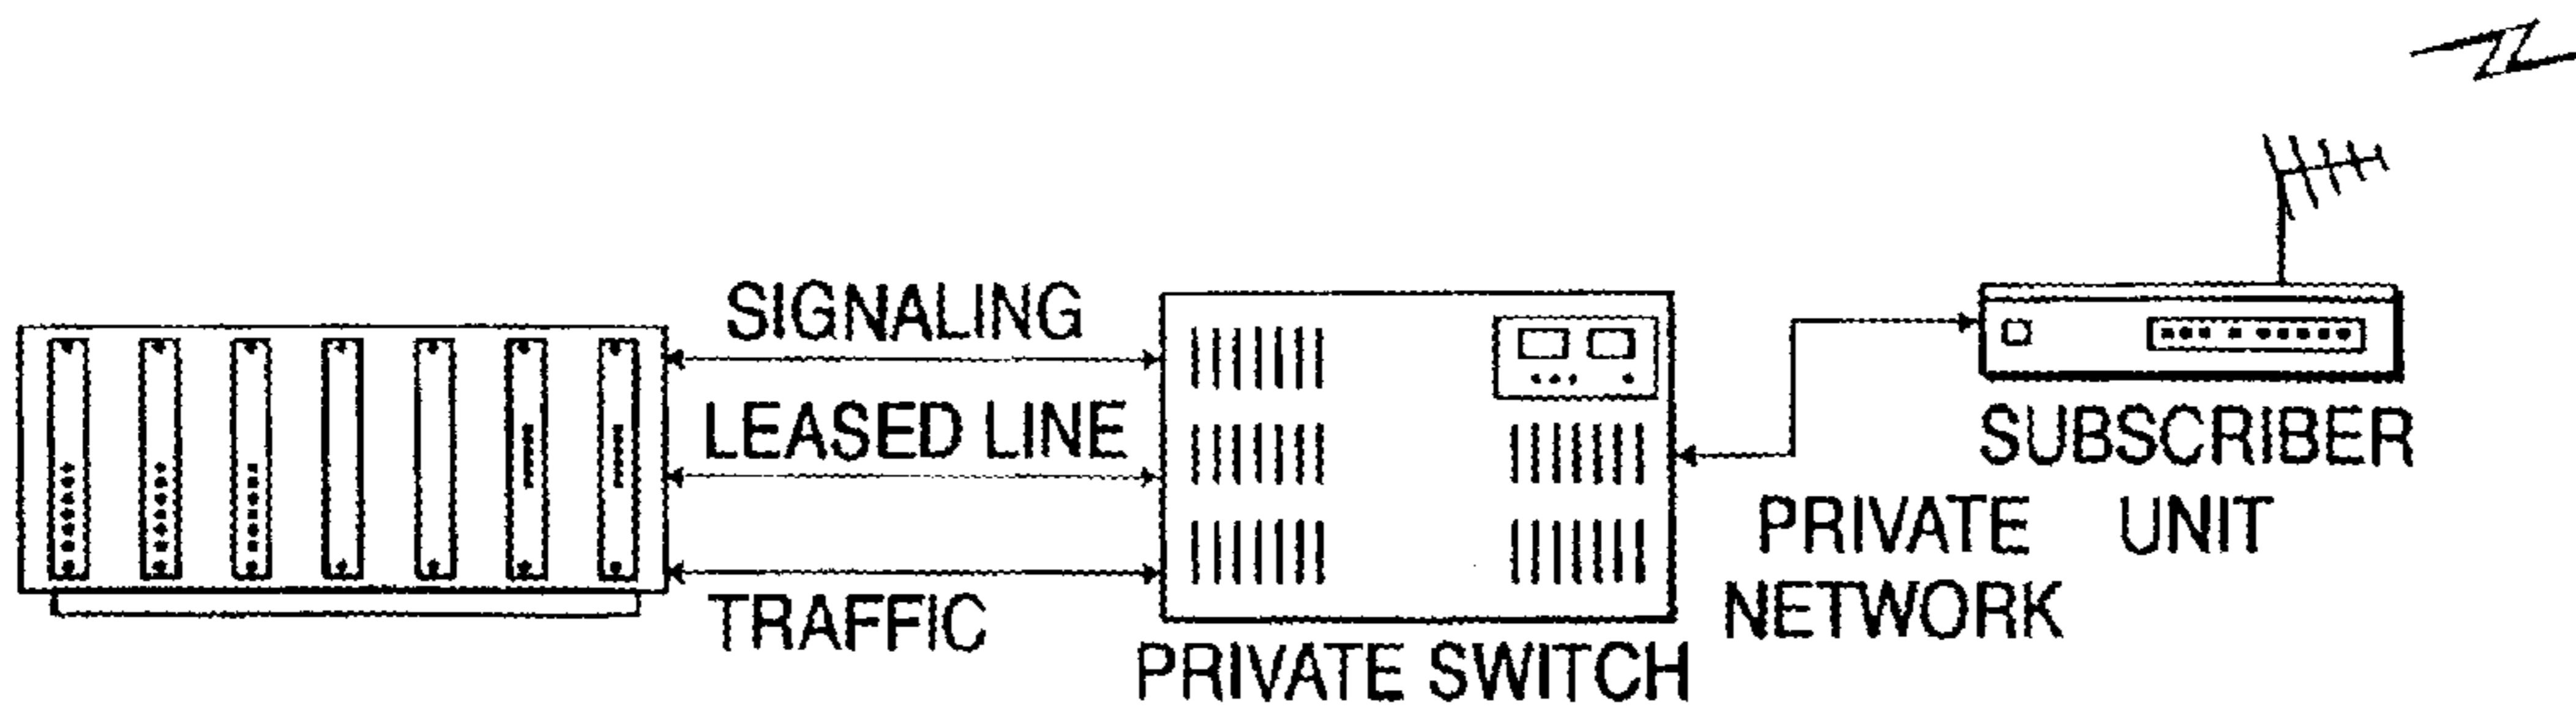 SIGNALING
LEASED LINE
TRAFFIC
PRIVATE SWITCH
PRIVATE
NETWORK
SUBSCRIBER
UNIT